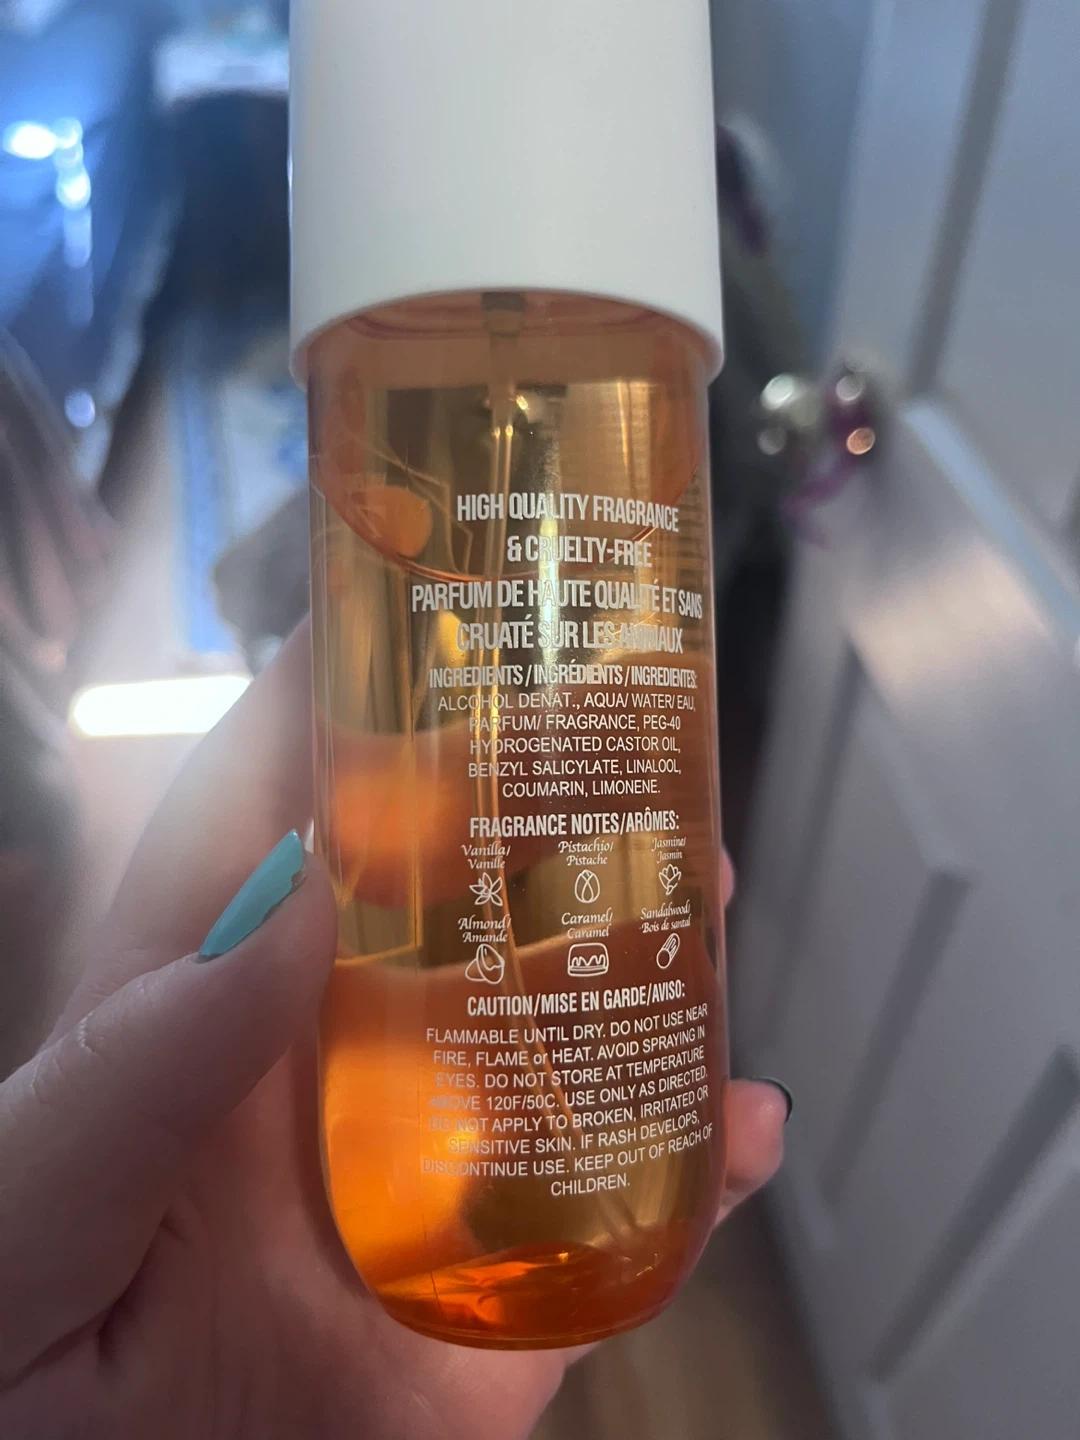 HIGH QUALITY FRAGRANCE
& CRUELTY-FREE
PARFUM DE HAUTE QUALITÉ ET SANS
CRUATÉ SUR LES ANIMAUX
INGREDIENTS / INGRÉDIENTS / INGREDIENTES:
ALCOHOL DENAT., AQUA/ WATER/ EAU,
PARFUM/ FRAGRANCE, PEG-40
HYDROGENATED CASTOR OIL,
BENZYL SALICYLATE, LINALOOL,
COUMARIN, LIMONENE.
FRAGRANCE NOTES/ARÔMES:
Vanilla/ Pistachio/ Jasmine/
Vanille Pistache Jasmin
Almond/ Caramel/ Sandalwood/
Amande Caramel Bois de santal
CAUTION/MISE EN GARDE/AVISO:
FLAMMABLE UNTIL DRY. DO NOT USE NEAR
FIRE, FLAME or HEAT. AVOID SPRAYING IN
EYES. DO NOT STORE AT TEMPERATURE
ABOVE 120F/50C. USE ONLY AS DIRECTED.
DO NOT APPLY TO BROKEN, IRRITATED OR
SENSITIVE SKIN. IF RASH DEVELOPS,
DISCONTINUE USE. KEEP OUT OF REACH OF
CHILDREN.